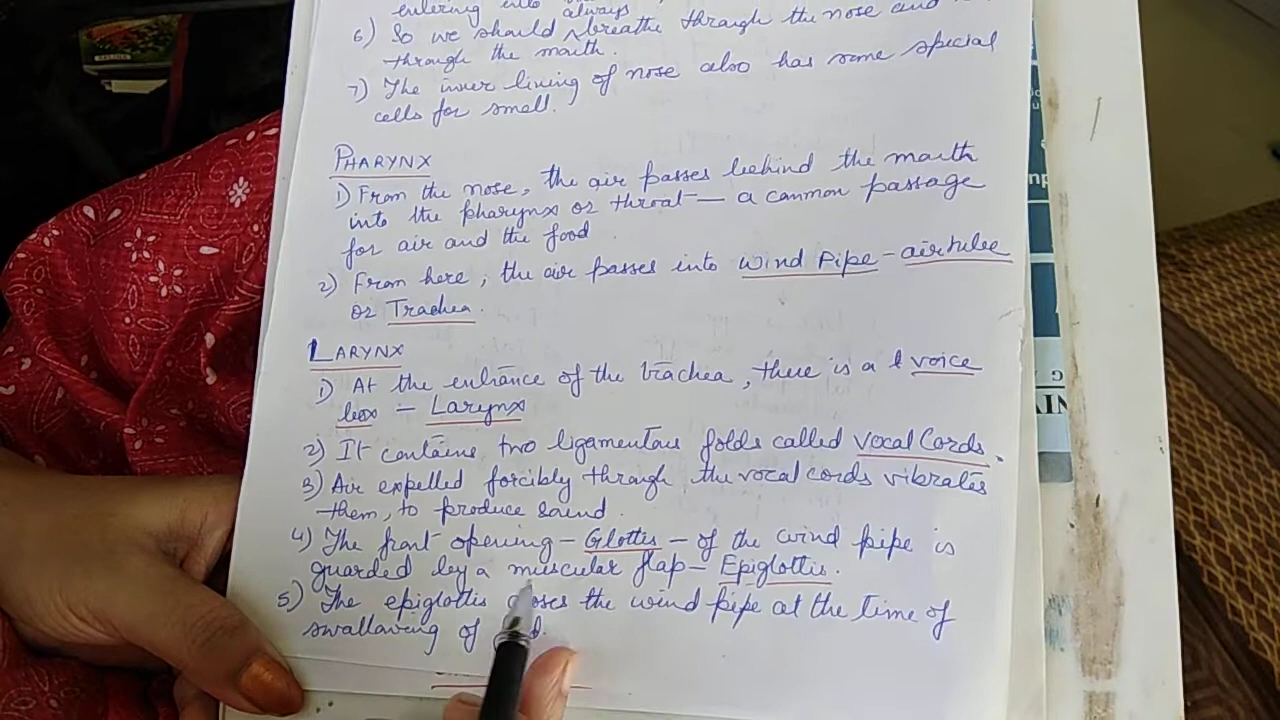 entering into always
6) So we should breathe through the nose and
through the mouth.
7) The inner lining of nose also has some special
cells for smell.
PHARYNX
1) From the nose, the air passes behind the mouth
into the pharynx or throat — a common passage
for air and the food
2) From here, the air passes into wind Pipe - airtube
or Trachea.
LARYNX
1) At the entrance of the trachea, there is a voice
box — Larynx
2) It contains two ligamentous folds called Vocal Cords.
3) Air expelled forcibly through the vocal cords vibrates
them, to produce sound.
4) The front opening - Glottis - of the wind pipe is
guarded by a muscular flap - Epiglottis.
5) The epiglottis closes the wind pipe at the time of
swallowing of